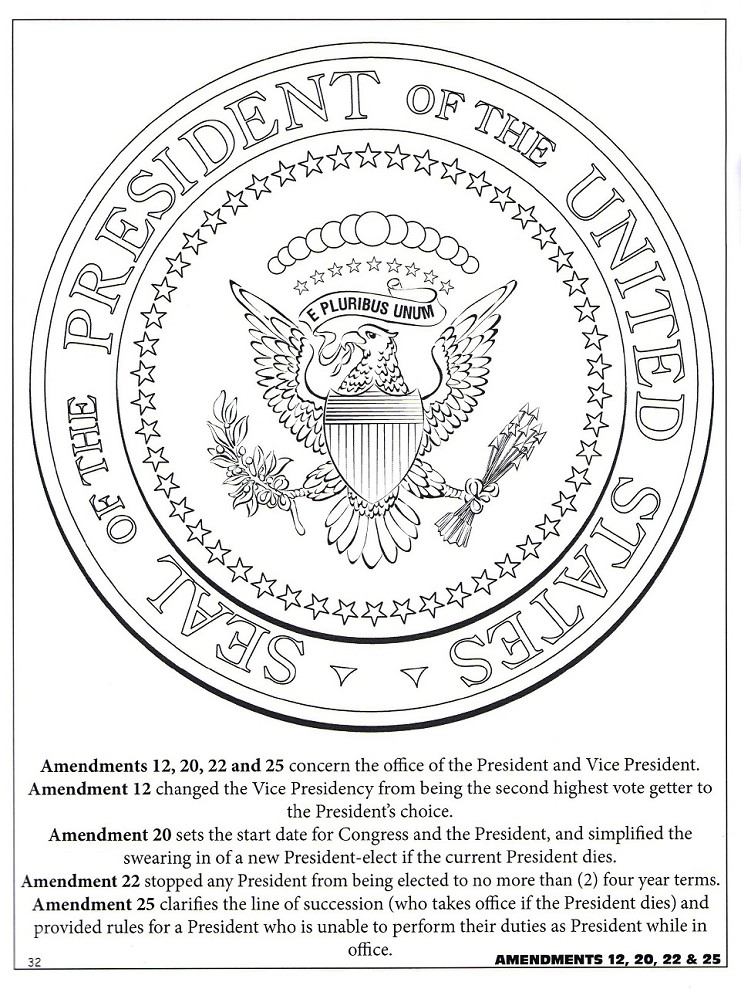 SEAL OF THE PRESIDENT OF THE UNITED STATES
E PLURIBUS UNUM
Amendments 12, 20, 22 and 25 concern the office of the President and Vice President.
Amendment 12 changed the Vice Presidency from being the second highest vote getter to
the President's choice.
Amendment 20 sets the start date for Congress and the President, and simplified the
swearing in of a new President-elect if the current President dies.
Amendment 22 stopped any President from being elected to no more than (2) four year terms.
Amendment 25 clarifies the line of succession (who takes office if the President dies) and
provided rules for a President who is unable to perform their duties as President while in
office.
32
AMENDMENTS 12, 20, 22 & 25